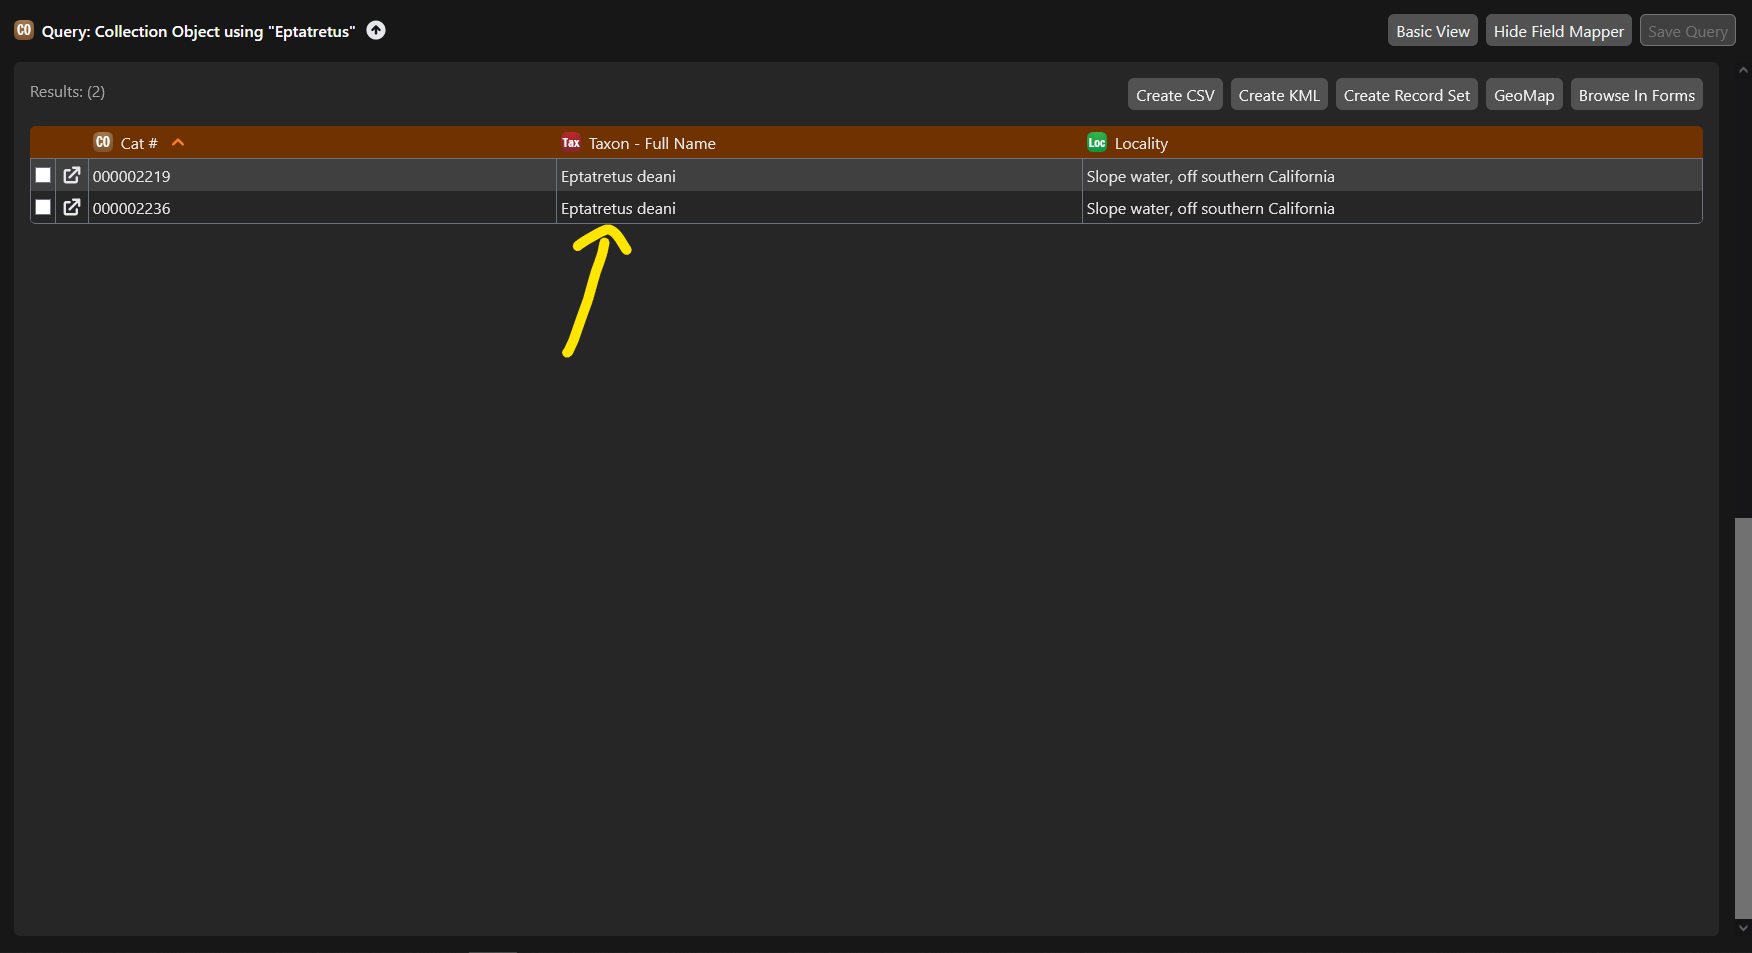 CO Query: Collection Object using "Eptatretus" Basic View Hide Field Mapper Save Query
Results: (2) Create CSV Create KML Create Record Set GeoMap Browse In Forms
CO Cat # Tax Taxon - Full Name Loc Locality
000002219 Eptatretus deani Slope water, off southern California
000002236 Eptatretus deani Slope water, off southern California